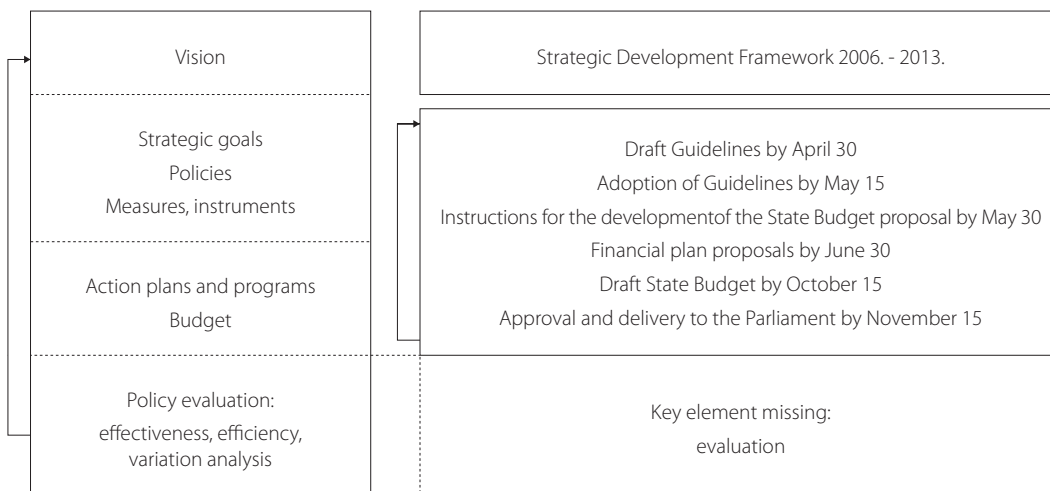 Vision
Strategic goals
Policies
Measures, instruments
Action plans and programs
Budget
Policy evaluation:
effectiveness, efficiency,
variation analysis
Strategic Development Framework 2006. - 2013.
Draft Guidelines by April 30
Adoption of Guidelines by May 15
Instructions for the developmentof the State Budget proposal by May 30
Financial plan proposals by June 30
Draft State Budget by October 15
Approval and delivery to the Parliament by November 15
Key element missing:
evaluation